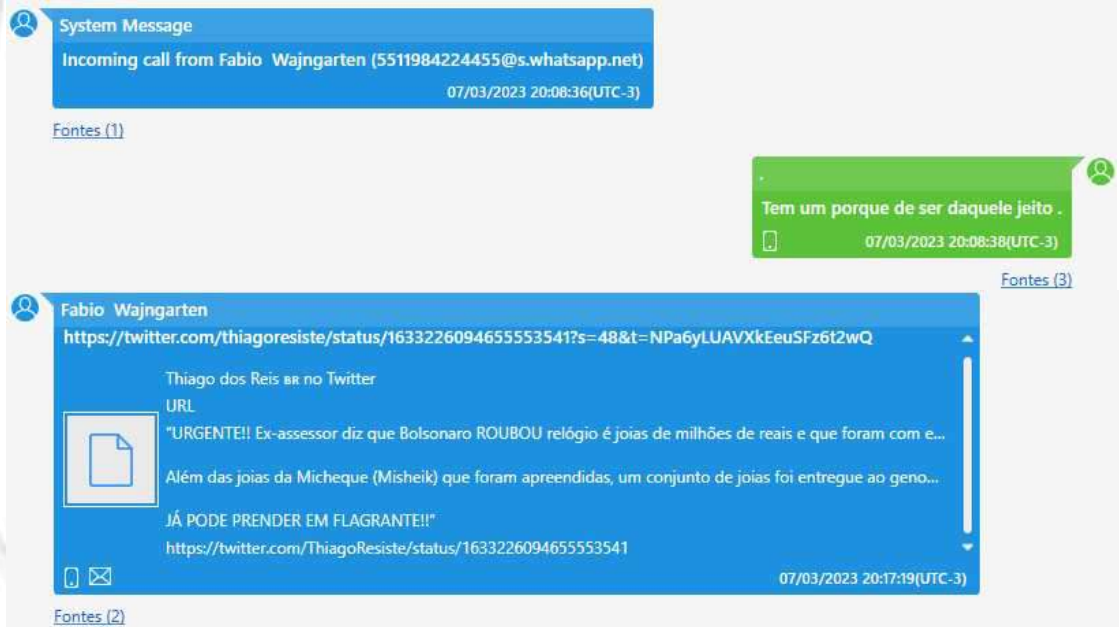 System Message
Incoming call from Fabio Wajngarten (5511984224455@s.whatsapp.net)
07/03/2023 20:08:36(UTC-3)
Fontes (1)
.
Tem um porque de ser daquele jeito .
07/03/2023 20:08:38(UTC-3)
Fontes (3)
Fabio Wajngarten
https://twitter.com/thiagoresiste/status/1633226094655553541?s=48&t=NPa6yLUAVXkEeuSFz6t2wQ
Thiago dos Reis BR no Twitter
URL
"URGENTE!! Ex-assessor diz que Bolsonaro ROUBOU relógio é joias de milhões de reais e que foram com e...
Além das joias da Micheque (Misheik) que foram apreendidas, um conjunto de joias foi entregue ao geno...
JÁ PODE PRENDER EM FLAGRANTE!!"
https://twitter.com/ThiagoResiste/status/1633226094655553541
07/03/2023 20:17:19(UTC-3)
Fontes (2)